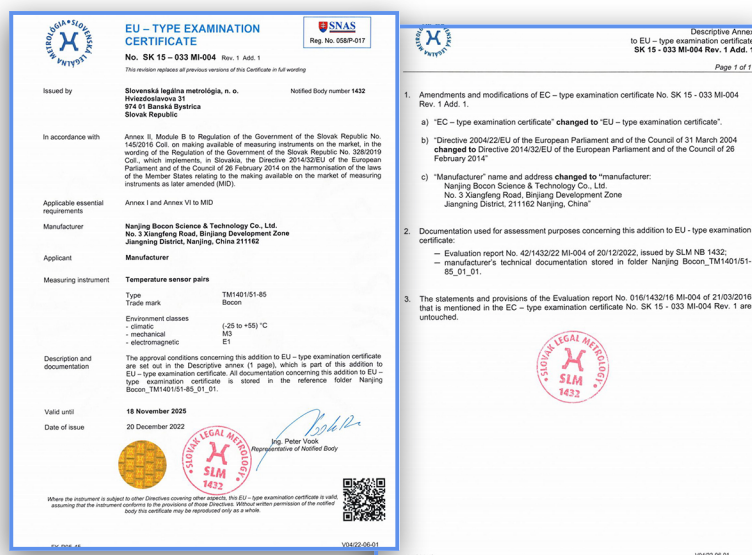 METROLÓGIA • SLOVENSKÁ LEGÁLNA
EU – TYPE EXAMINATION
CERTIFICATE
SNAS
Reg. No. 058/P-017
No. SK 15 – 033 MI-004 Rev. 1 Add. 1
This revision replaces all previous versions of this Certificate in full wording
Issued by
Slovenská legálna metrológia, n. o.
Hviezdoslavova 31
974 01 Banská Bystrica
Slovak Republic
Notified Body number 1432
In accordance with
Annex II, Module B to Regulation of the Government of the Slovak Republic No.
145/2016 Coll. on making available of measuring instruments on the market, in the
wording of the Regulation of the Government of the Slovak Republic No. 328/2019
Coll., which implements, in Slovakia, the Directive 2014/32/EU of the European
Parliament and of the Council of 26 February 2014 on the harmonisation of the laws
of the Member States relating to the making available on the market of measuring
instruments as later amended (MID).
Applicable essential
requirements
Annex I and Annex VI to MID
Manufacturer
Nanjing Bocon Science & Technology Co., Ltd.
No. 3 Xiangfeng Road, Binjiang Development Zone
Jiangning District, Nanjing, China 211162
Applicant
Manufacturer
Measuring instrument
Temperature sensor pairs
Type TM1401/51-85
Trade mark Bocon
Environment classes
- climatic (-25 to +55) °C
- mechanical M3
- electromagnetic E1
Description and
documentation
The approval conditions concerning this addition to EU – type examination certificate
are set out in the Descriptive annex (1 page), which is part of this addition to
EU – type examination certificate. All documentation concerning this addition to EU –
type examination certificate is stored in the reference folder Nanjing
Bocon_TM1401/51-85_01_01.
Valid until
18 November 2025
Date of issue
20 December 2022
SLOVAK LEGAL METROLOGY
SLM
1432
Ing. Peter Vook
Representative of Notified Body
Where the instrument is subject to other Directives covering other aspects, this EU – type examination certificate is valid,
assuming that the instrument conforms to the provisions of those Directives. Without written permission of the notified
body this certificate may be reproduced only as a whole.
V04/22-06-01
Descriptive Annex
to EU – type examination certificate
SK 15 - 033 MI-004 Rev. 1 Add. 1
Page 1 of 1
1. Amendments and modifications of EC – type examination certificate No. SK 15 - 033 MI-004
Rev. 1 Add. 1.
a) "EC – type examination certificate" changed to "EU – type examination certificate".
b) "Directive 2004/22/EU of the European Parliament and of the Council of 31 March 2004
changed to Directive 2014/32/EU of the European Parliament and of the Council of 26
February 2014"
c) "Manufacturer" name and address changed to "manufacturer:
Nanjing Bocon Science & Technology Co., Ltd.
No. 3 Xiangfeng Road, Binjiang Development Zone
Jiangning District, 211162 Nanjing, China"
2. Documentation used for assessment purposes concerning this addition to EU - type examination
certificate:
— Evaluation report No. 42/1432/22 MI-004 of 20/12/2022, issued by SLM NB 1432;
— manufacturer's technical documentation stored in folder Nanjing Bocon_TM1401/51-
85_01_01.
3. The statements and provisions of the Evaluation report No. 016/1432/16 MI-004 of 21/03/2016
that is mentioned in the EC – type examination certificate No. SK 15 - 033 MI-004 Rev. 1 are
untouched.
SLOVAK LEGAL METROLOGY
SLM
1432